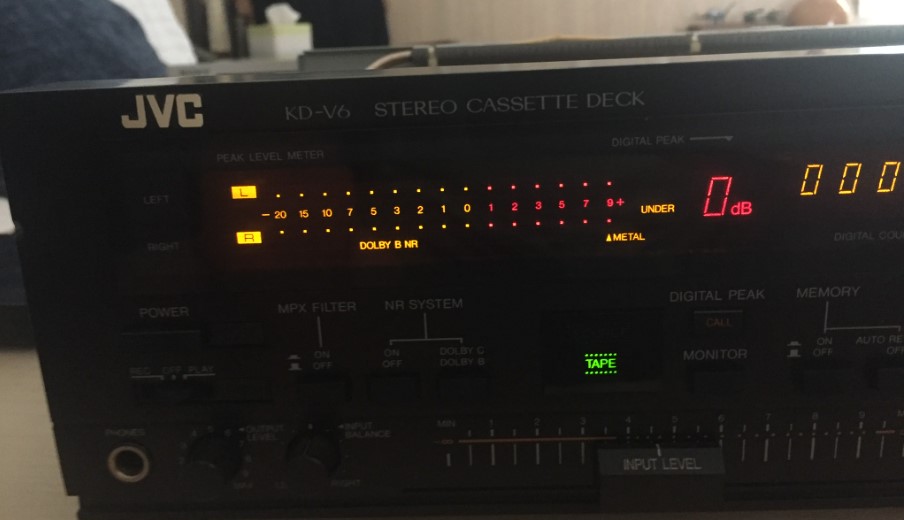 JVC KD-V6 STEREO CASSETTE DECK
DIGITAL PEAK
PEAK LEVEL METER
LEFT L
- 20 15 10 7 5 3 2 1 0 1 2 3 5 7 9+ UNDER 0 dB 000
RIGHT R
DOLBY B NR ▲METAL
DIGITAL COU
POWER MPX FILTER NR SYSTEM DIGITAL PEAK MEMORY
CALL
ON ON DOLBY C ON AUTO RE
OFF OFF DOLBY B OFF
TAPE MONITOR
REC OFF PLAY
PHONES OUTPUT LEVEL INPUT BALANCE
RIGHT
MIN 1 2 3 4 5 6 7 8 9 M
INPUT LEVEL